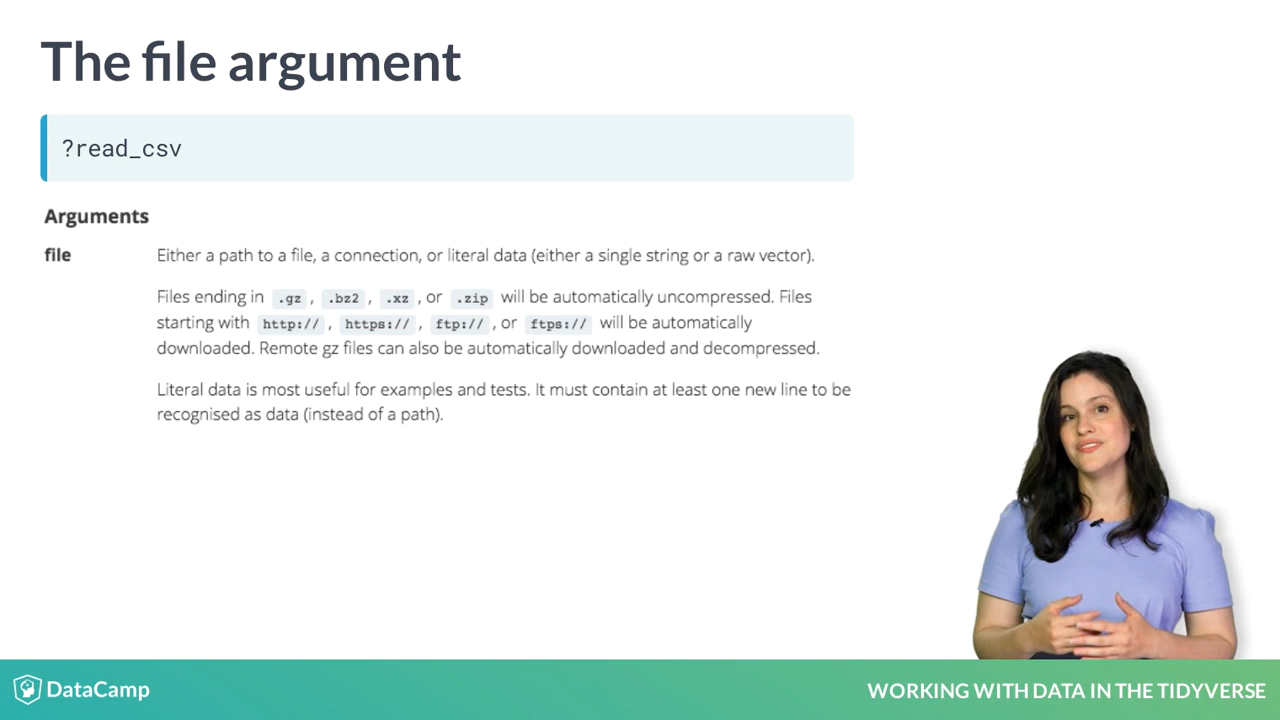 The file argument
?read_csv
Arguments
file Either a path to a file, a connection, or literal data (either a single string or a raw vector).
Files ending in .gz , .bz2 , .xz , or .zip will be automatically uncompressed. Files
starting with http:// , https:// , ftp:// , or ftps:// will be automatically
downloaded. Remote gz files can also be automatically downloaded and decompressed.
Literal data is most useful for examples and tests. It must contain at least one new line to be
recognised as data (instead of a path).
DataCamp WORKING WITH DATA IN THE TIDYVERSE